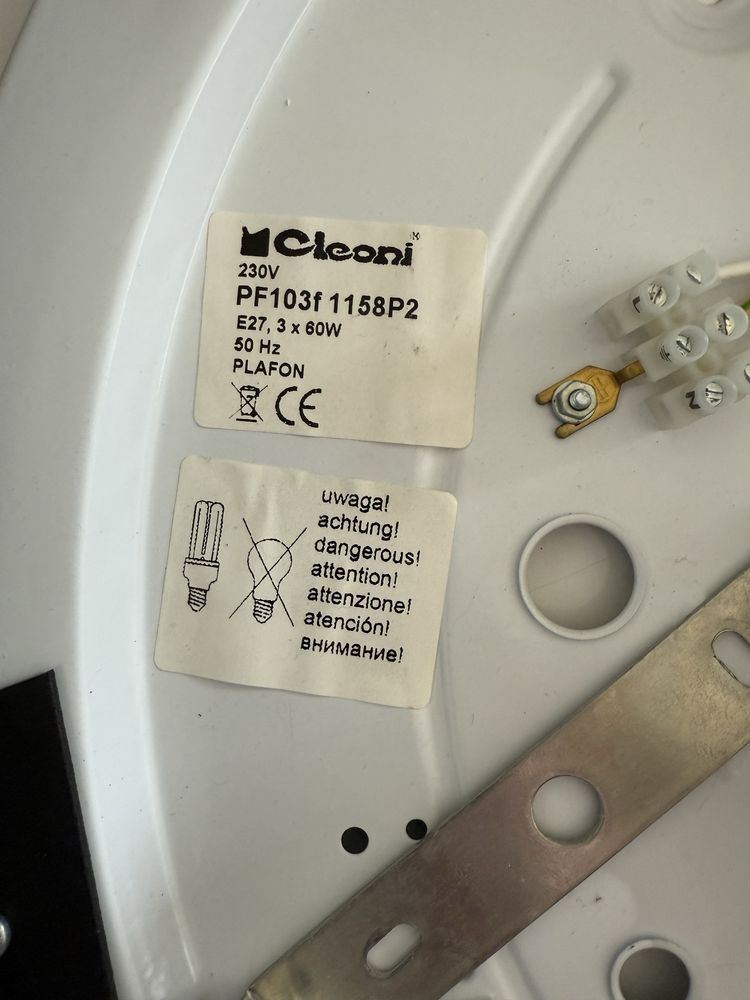 Cleoni
230V
PF103f 1158P2
E27, 3 x 60W
50 Hz
PLAFON
CE
uwaga!
achtung!
dangerous!
attention!
attenzione!
atención!
внимание!
L
N